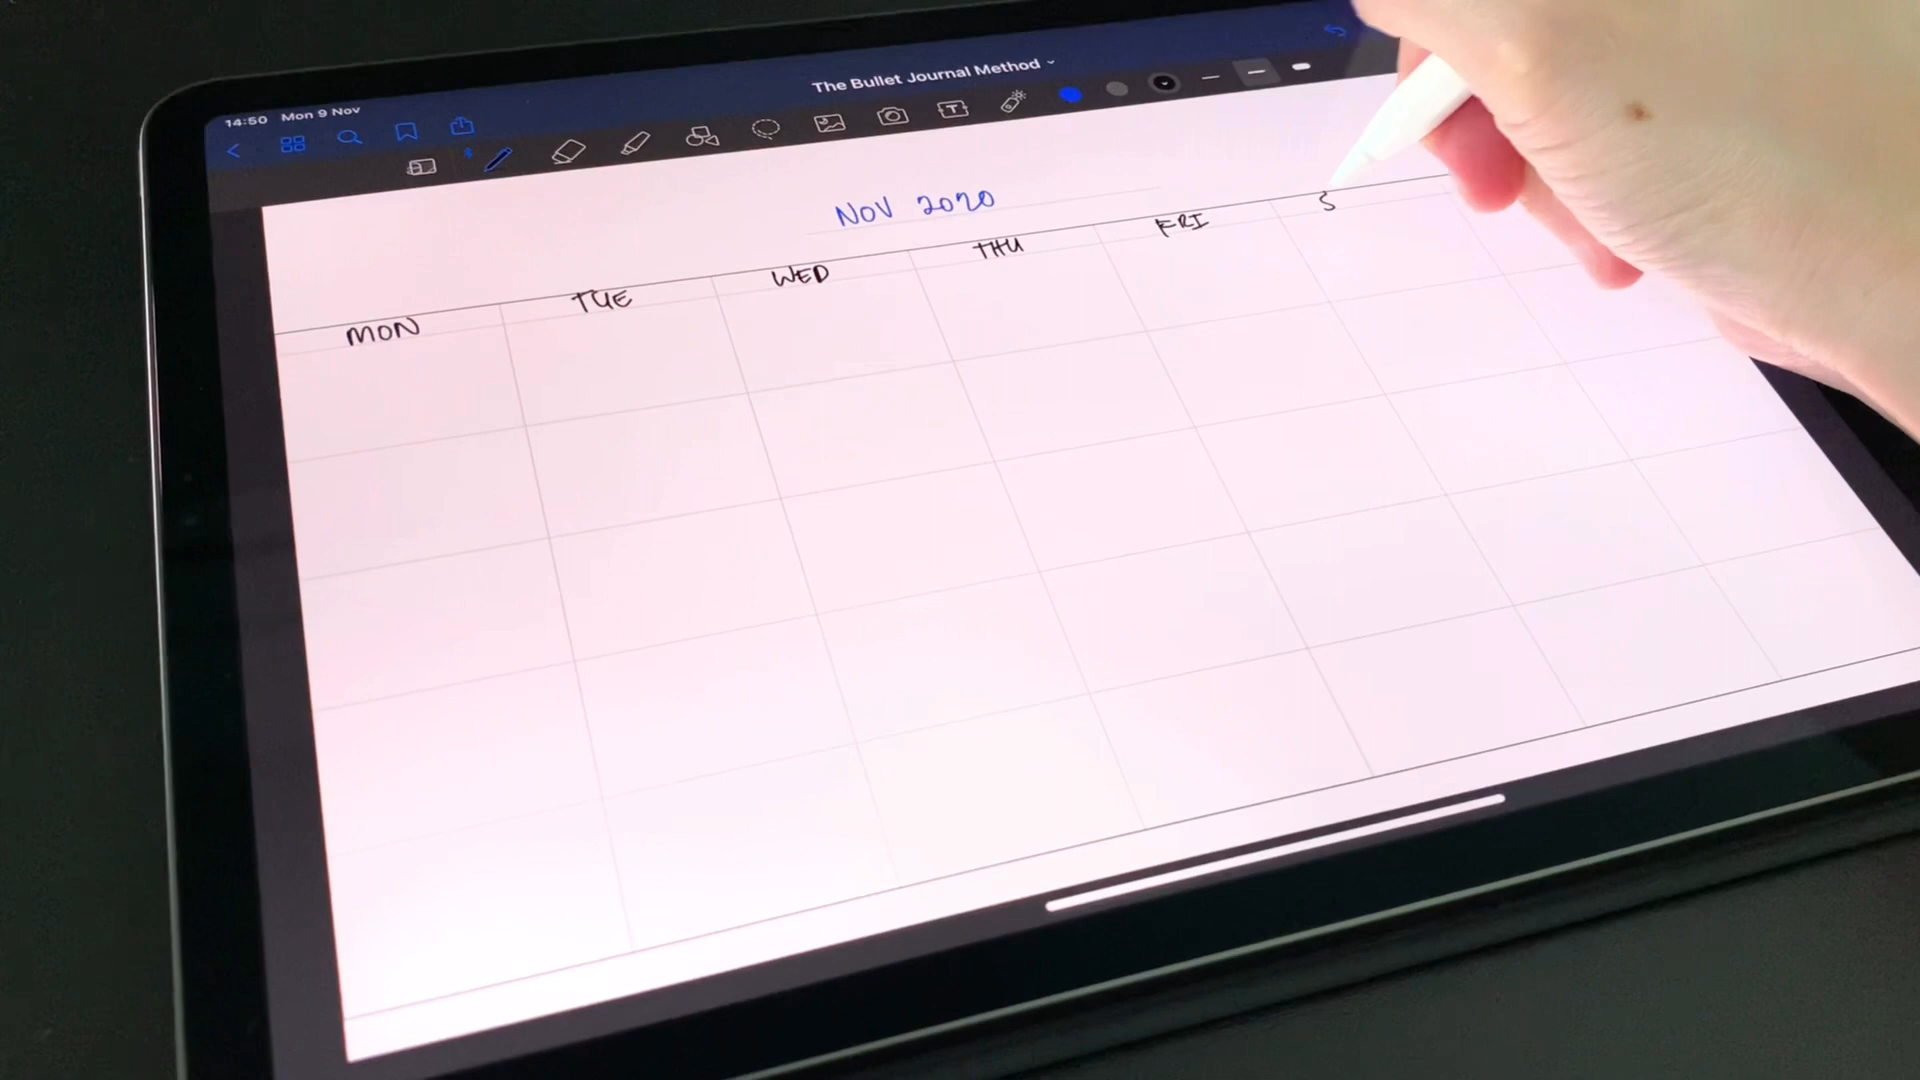 14:50 Mon 9 Nov
The Bullet Journal Method
NOV 2020
MON TUE WED THU FRI S